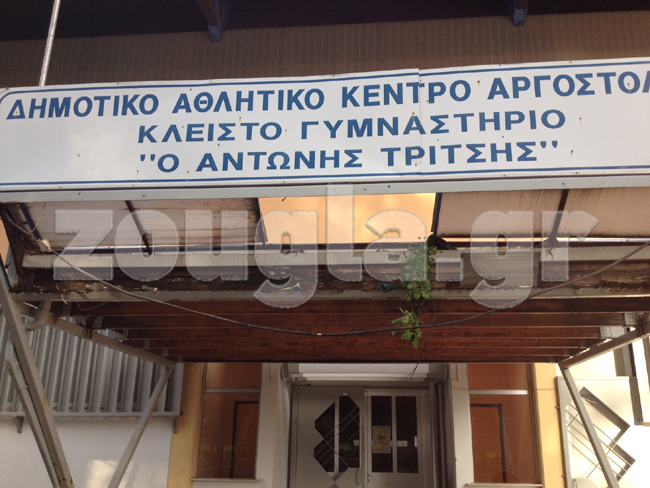 ΔΗΜΟΤΙΚΟ ΑΘΛΗΤΙΚΟ ΚΕΝΤΡΟ ΑΡΓΟΣΤΟΛ
ΚΛΕΙΣΤΟ ΓΥΜΝΑΣΤΗΡΙΟ
"Ο ΑΝΤΩΝΗΣ ΤΡΙΤΣΗΣ"
zougla.gr